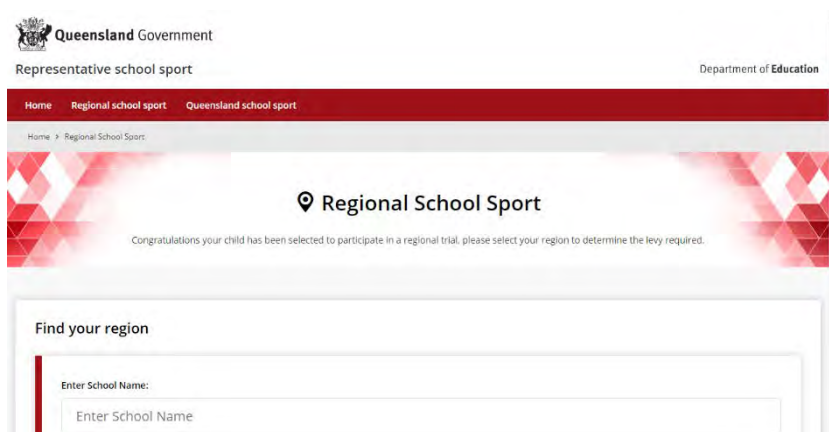 Queensland Government
Representative school sport
Department of Education
Home Regional school sport Queensland school sport
Home > Regional School Sport
Regional School Sport
Congratulations your child has been selected to participate in a regional trial, please select your region to determine the levy required.
Find your region
Enter School Name:
Enter School Name